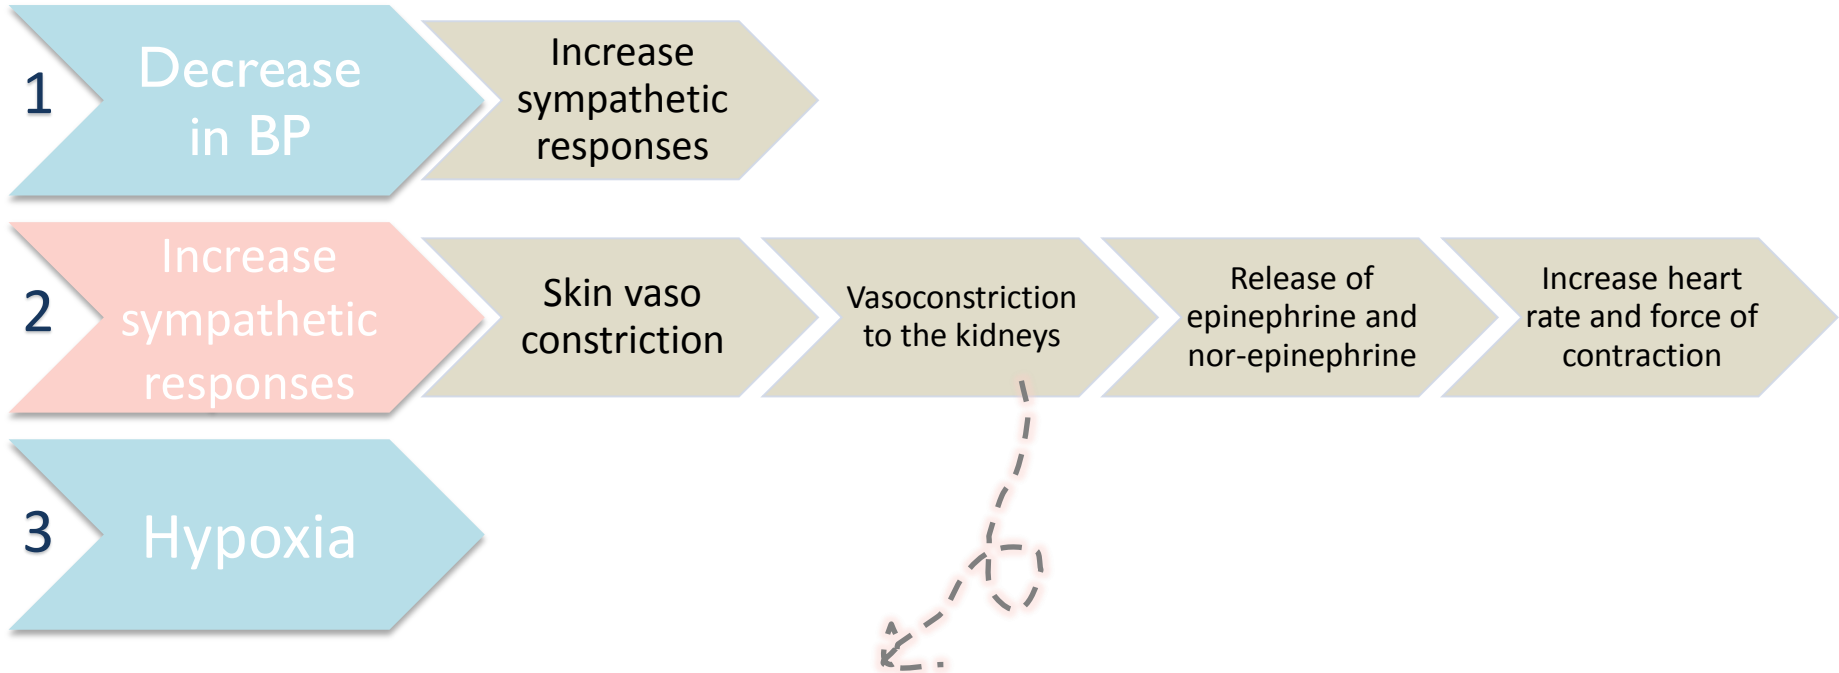 1
Decrease
in BP
Increase
sympathetic
responses
2
Increase
sympathetic
responses
Skin vaso
constriction
Vasoconstriction
to the kidneys
Release of
epinephrine and
nor-epinephrine
Increase heart
rate and force of
contraction
3
Hypoxia